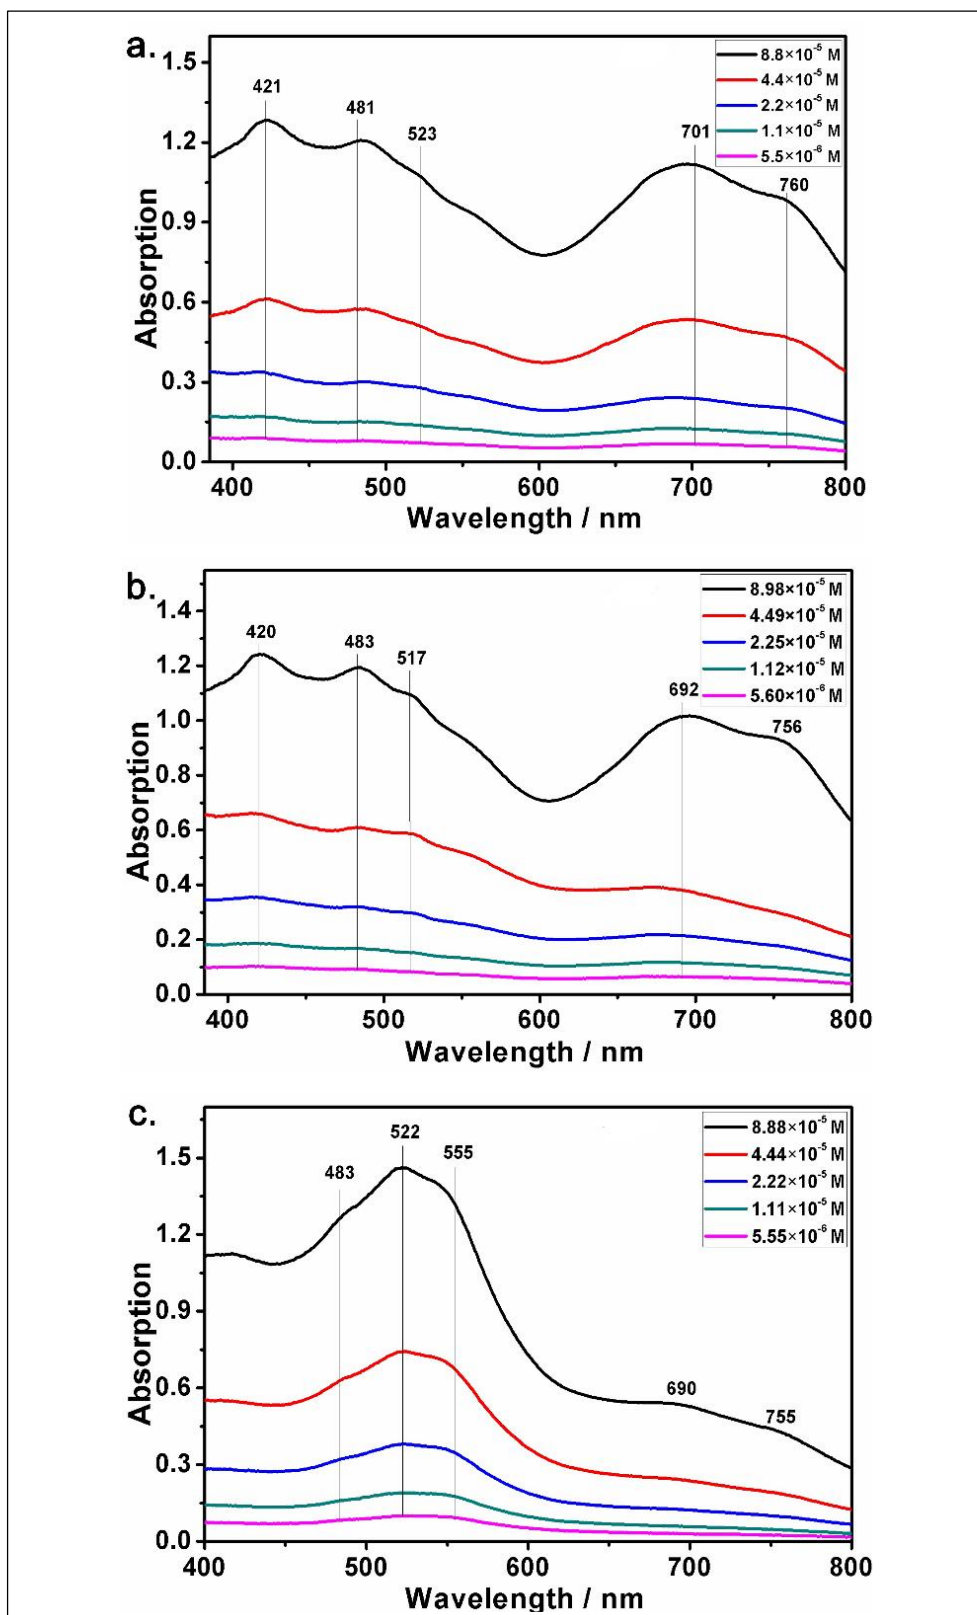 a.
8.8×10⁻⁵ M
4.4×10⁻⁵ M
2.2×10⁻⁵ M
1.1×10⁻⁵ M
5.5×10⁻⁶ M
421
481
523
701
760
1.5
1.2
0.9
0.6
0.3
0.0
Absorption
400 500 600 700 800
Wavelength / nm
b.
8.98×10⁻⁵ M
4.49×10⁻⁵ M
2.25×10⁻⁵ M
1.12×10⁻⁵ M
5.60×10⁻⁶ M
420
483
517
692
756
1.4
1.2
1.0
0.8
0.6
0.4
0.2
0.0
Absorption
400 500 600 700 800
Wavelength / nm
c.
8.88×10⁻⁵ M
4.44×10⁻⁵ M
2.22×10⁻⁵ M
1.11×10⁻⁵ M
5.55×10⁻⁶ M
483
522
555
690
755
1.5
1.2
0.9
0.6
0.3
0.0
Absorption
400 500 600 700 800
Wavelength / nm